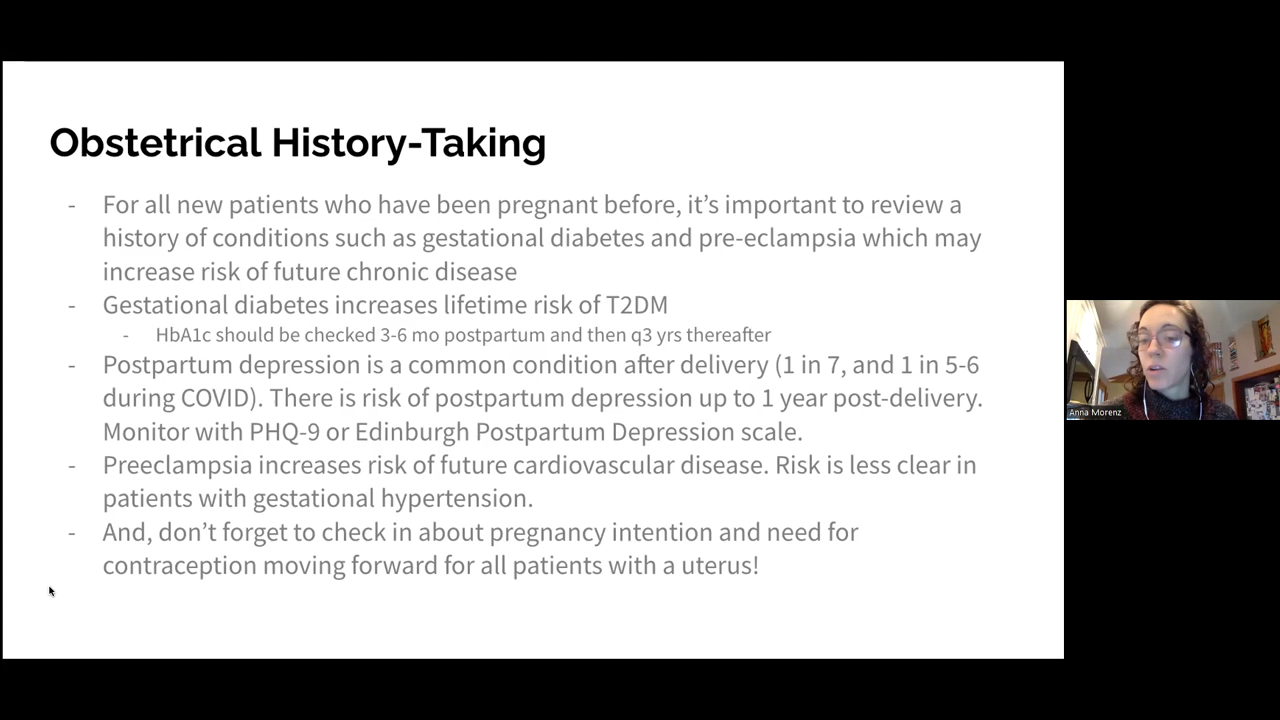 Obstetrical History-Taking
- For all new patients who have been pregnant before, it’s important to review a
history of conditions such as gestational diabetes and pre-eclampsia which may
increase risk of future chronic disease
- Gestational diabetes increases lifetime risk of T2DM
- HbA1c should be checked 3-6 mo postpartum and then q3 yrs thereafter
- Postpartum depression is a common condition after delivery (1 in 7, and 1 in 5-6
during COVID). There is risk of postpartum depression up to 1 year post-delivery.
Monitor with PHQ-9 or Edinburgh Postpartum Depression scale.
- Preeclampsia increases risk of future cardiovascular disease. Risk is less clear in
patients with gestational hypertension.
- And, don’t forget to check in about pregnancy intention and need for
contraception moving forward for all patients with a uterus!
Anna Morenz